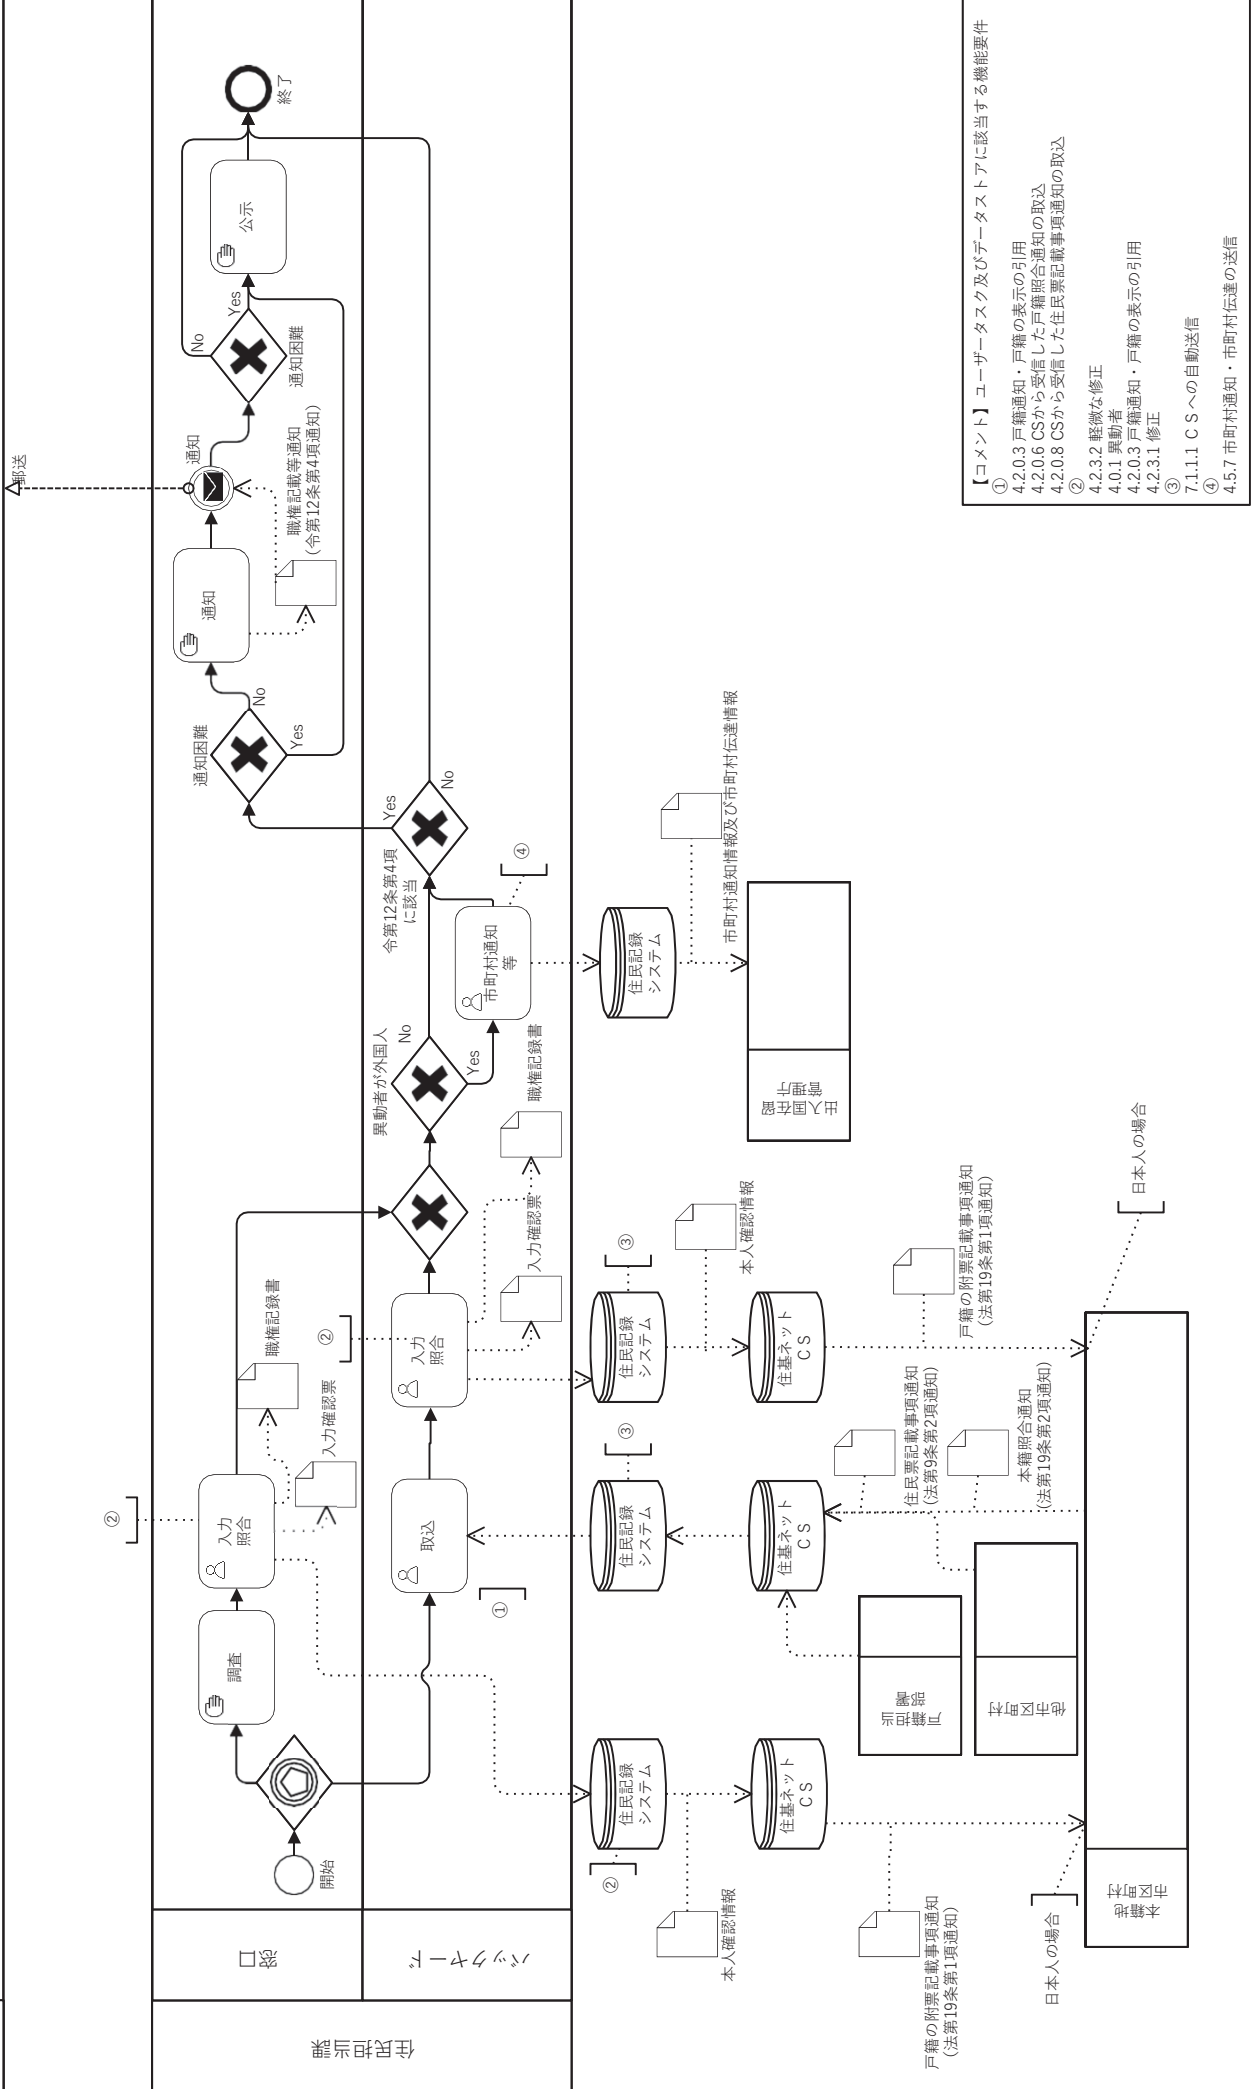 郵送
住民担当課
窓口
バックヤード
開始
調査
入力
照合
②
職権記録書
入力確認票
取込
①
入力
照合
②
入力確認票
職権記録書
異動者が外国人
No
Yes
市町村通知
等
④
令第12条第4項
に該当
Yes
No
通知困難
No
Yes
通知
職権記載等通知
(令第12条第4項通知)
通知
通知困難
No
Yes
公示
終了
②
住民記録
システム
本人確認情報
住基ネット
CS
戸籍の附票記載事項通知
(法第19条第1項通知)
日本人の場合
本籍地
市区町村
③
住民記録
システム
住基ネット
CS
戸籍担当
部署
他市区町村
住民票記載事項通知
(法第9条第2項通知)
本籍照合通知
(法第19条第2項通知)
③
住民記録
システム
本人確認情報
住基ネット
CS
戸籍の附票記載事項通知
(法第19条第1項通知)
日本人の場合
住民記録
システム
市町村通知情報及び市町村伝達情報
出入国在留
管理庁
【コメント】ユーザータスク及びデータストアに該当する機能要件
①
4.2.0.3 戸籍通知・戸籍の表示の引用
4.2.0.6 CSから受信した戸籍照合通知の取込
4.2.0.8 CSから受信した住民票記載事項通知の取込
②
4.2.3.2 軽微な修正
4.0.1 異動者
4.2.0.3 戸籍通知・戸籍の表示の引用
4.2.3.1 修正
③
7.1.1.1 CSへの自動送信
④
4.5.7 市町村通知・市町村伝達の送信